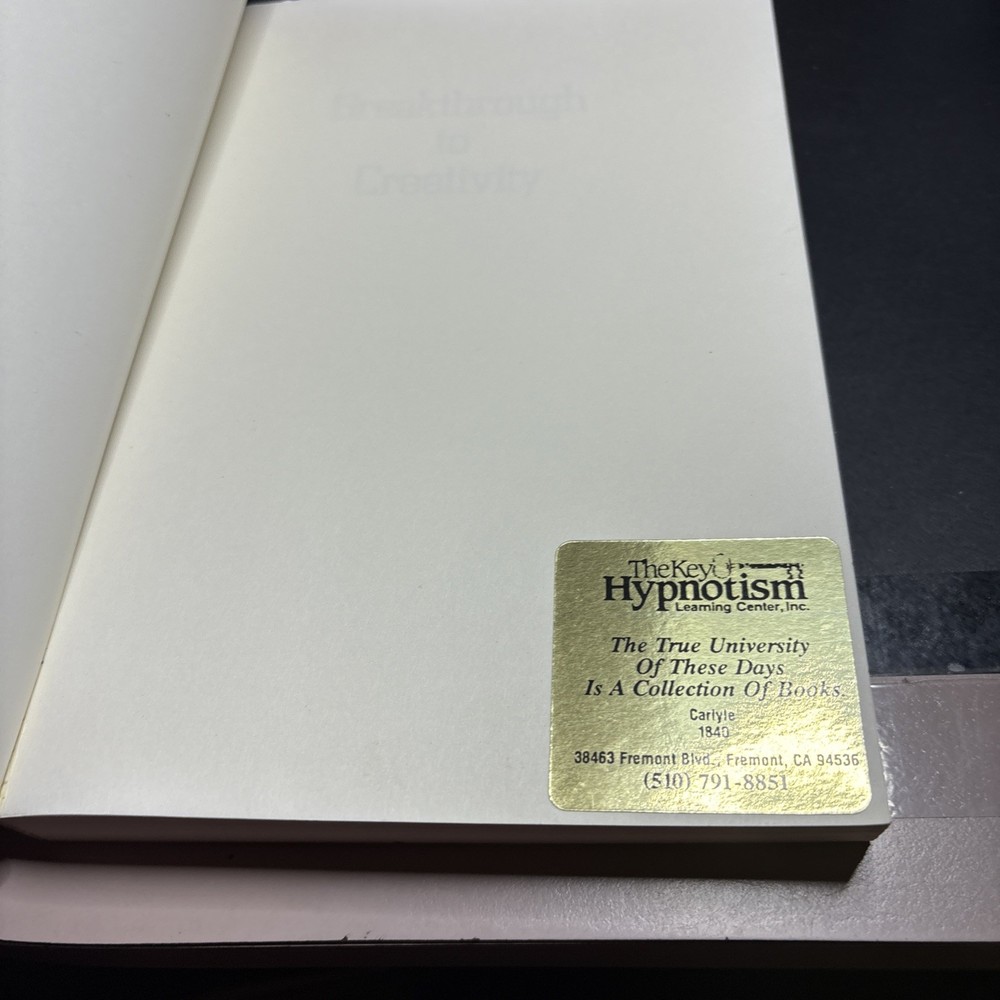 Breakthrough
to
Creativity
The Key
Hypnotism
Learning Center, Inc.
The True University
Of These Days
Is A Collection Of Books.
Carlyle
1840
38463 Fremont Blvd., Fremont, CA 94536
(510) 791-8851